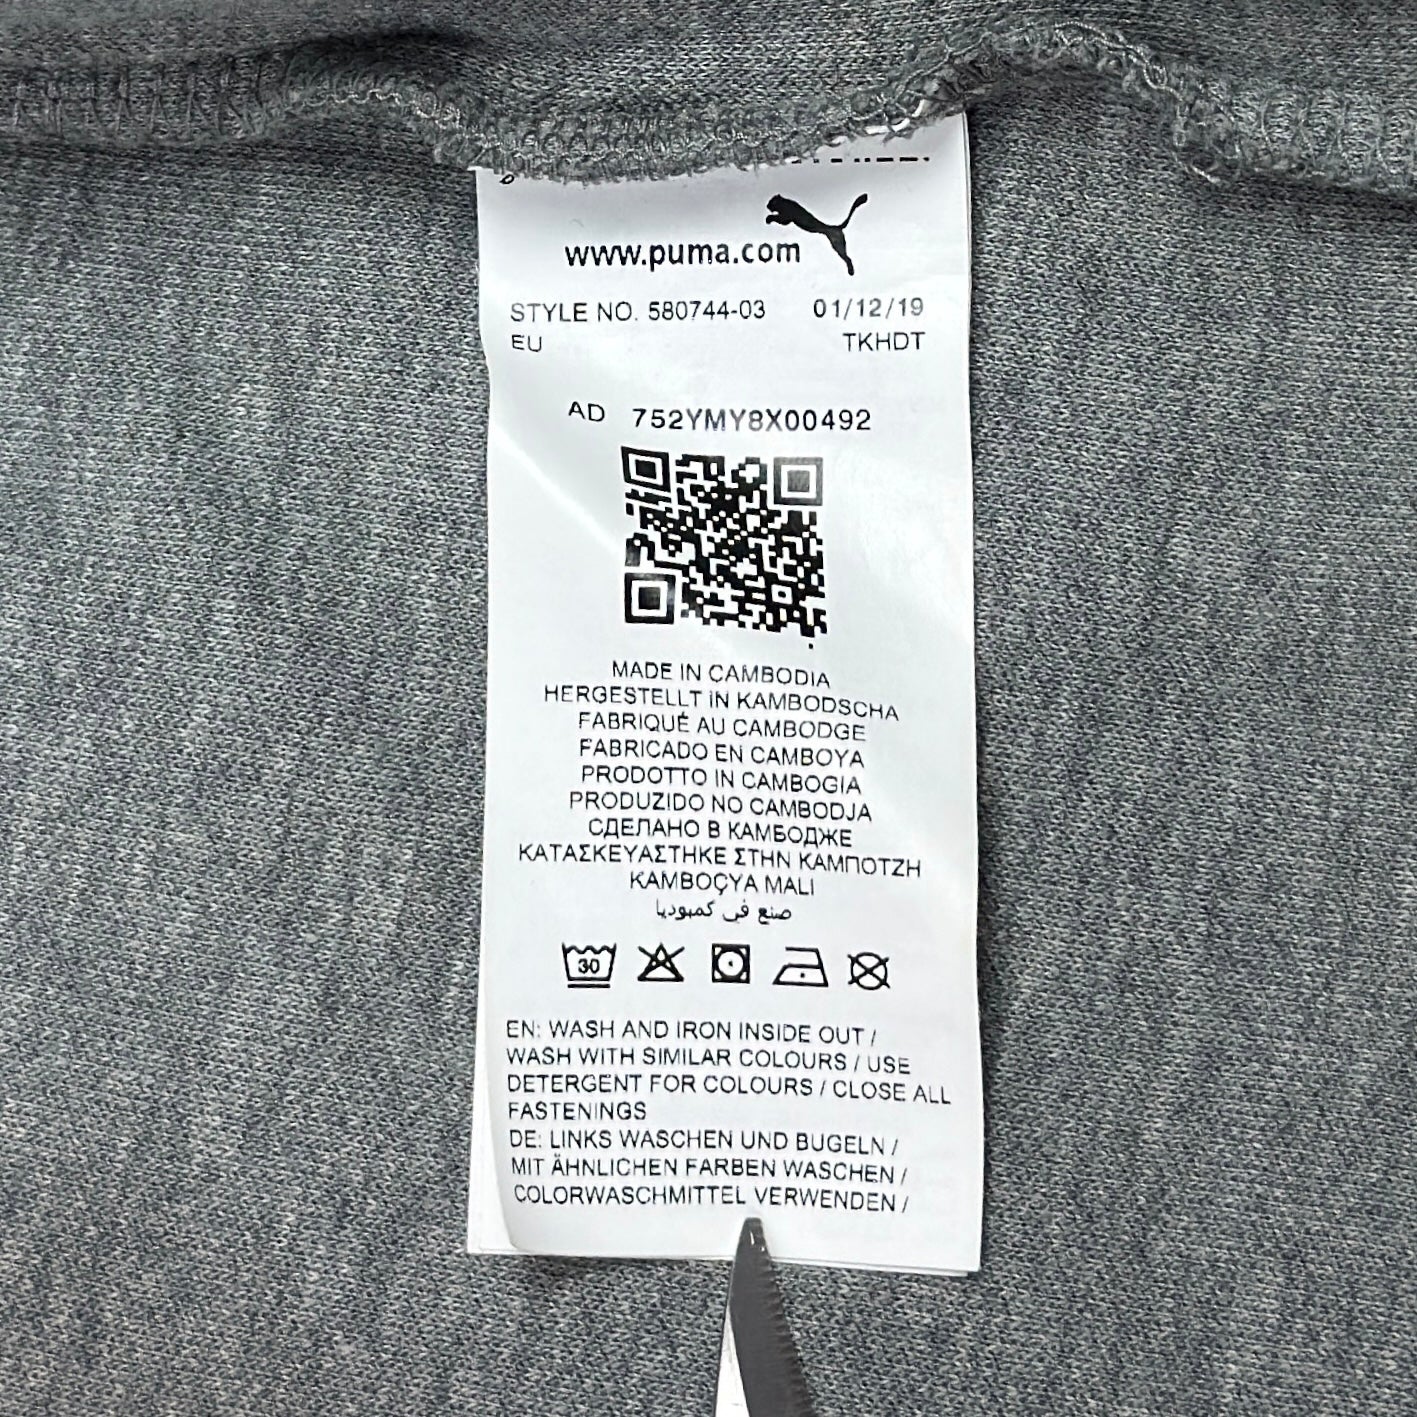 www.puma.com
STYLE NO. 580744-03 01/12/19
EU TKHDT
AD 752YMY8X00492
MADE IN CAMBODIA
HERGESTELLT IN KAMBODSCHA
FABRIQUÉ AU CAMBODGE
FABRICADO EN CAMBOYA
PRODOTTO IN CAMBOGIA
PRODUZIDO NO CAMBODJA
СДЕЛАНО В КАМБОДЖЕ
ΚΑΤΑΣΚΕΥΑΣΤΗΚΕ ΣΤΗΝ ΚΑΜΠΟΤΖΗ
KAMBOÇYA MALI
صنع في كمبوديا
30
EN: WASH AND IRON INSIDE OUT /
WASH WITH SIMILAR COLOURS / USE
DETERGENT FOR COLOURS / CLOSE ALL
FASTENINGS
DE: LINKS WASCHEN UND BUGELN /
MIT ÄHNLICHEN FARBEN WASCHEN /
COLORWASCHMITTEL VERWENDEN /